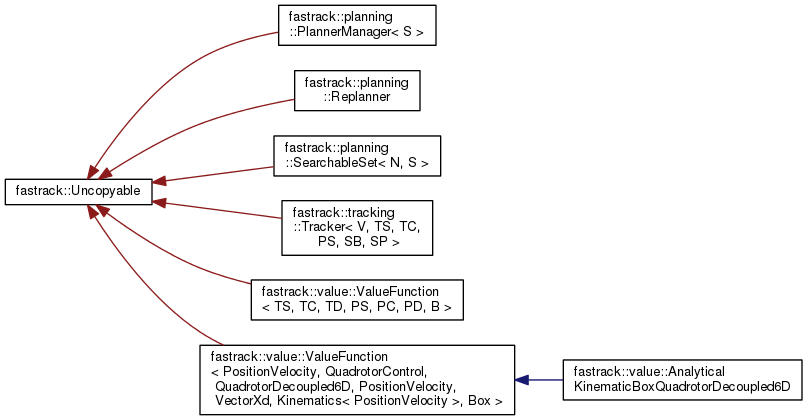 fastrack::planning
::PlannerManager< S >
fastrack::planning
::Replanner
fastrack::planning
::SearchableSet< N, S >
fastrack::Uncopyable
fastrack::tracking
::Tracker< V, TS, TC,
PS, SB, SP >
fastrack::value::ValueFunction
< TS, TC, TD, PS, PC, PD, B >
fastrack::value::ValueFunction
< PositionVelocity, QuadrotorControl,
QuadrotorDecoupled6D, PositionVelocity,
VectorXd, Kinematics< PositionVelocity >, Box >
fastrack::value::Analytical
KinematicBoxQuadrotorDecoupled6D